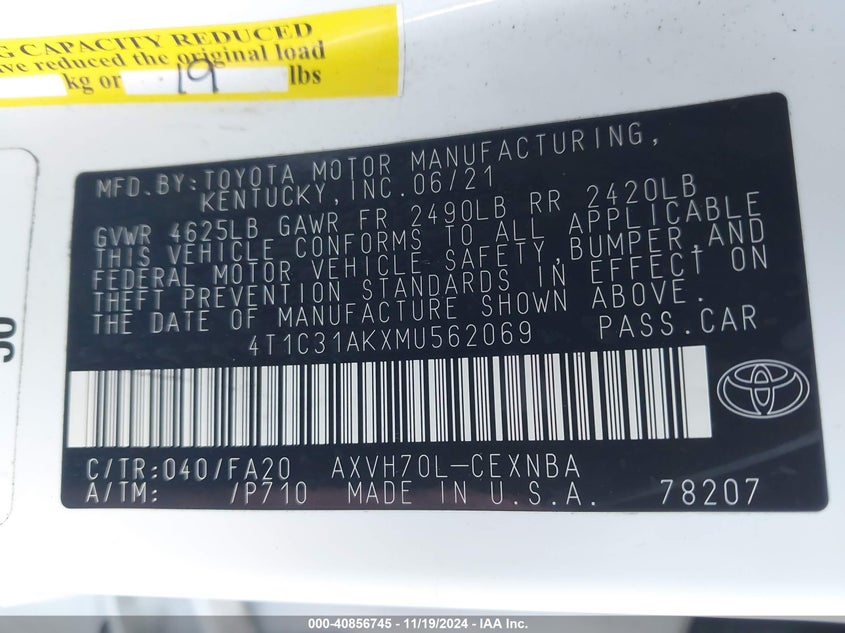 G CAPACITY REDUCED
ve reduced the original load
kg or 19 lbs
MFD. BY: TOYOTA MOTOR MANUFACTURING,
KENTUCKY, INC. 06/21
GVWR 4625LB GAWR FR 2490LB RR 2420LB
THIS VEHICLE CONFORMS TO ALL APPLICABLE
FEDERAL MOTOR VEHICLE SAFETY, BUMPER, AND
THEFT PREVENTION STANDARDS IN EFFECT ON
THE DATE OF MANUFACTURE SHOWN ABOVE.
4T1C31AKXMU562069 PASS. CAR
C/TR: 040/FA20 AXVH70L-CEXNBA
A/TM: /P710 MADE IN U.S.A. 78207
000-40856745 - 11/19/2024 - IAA Inc.